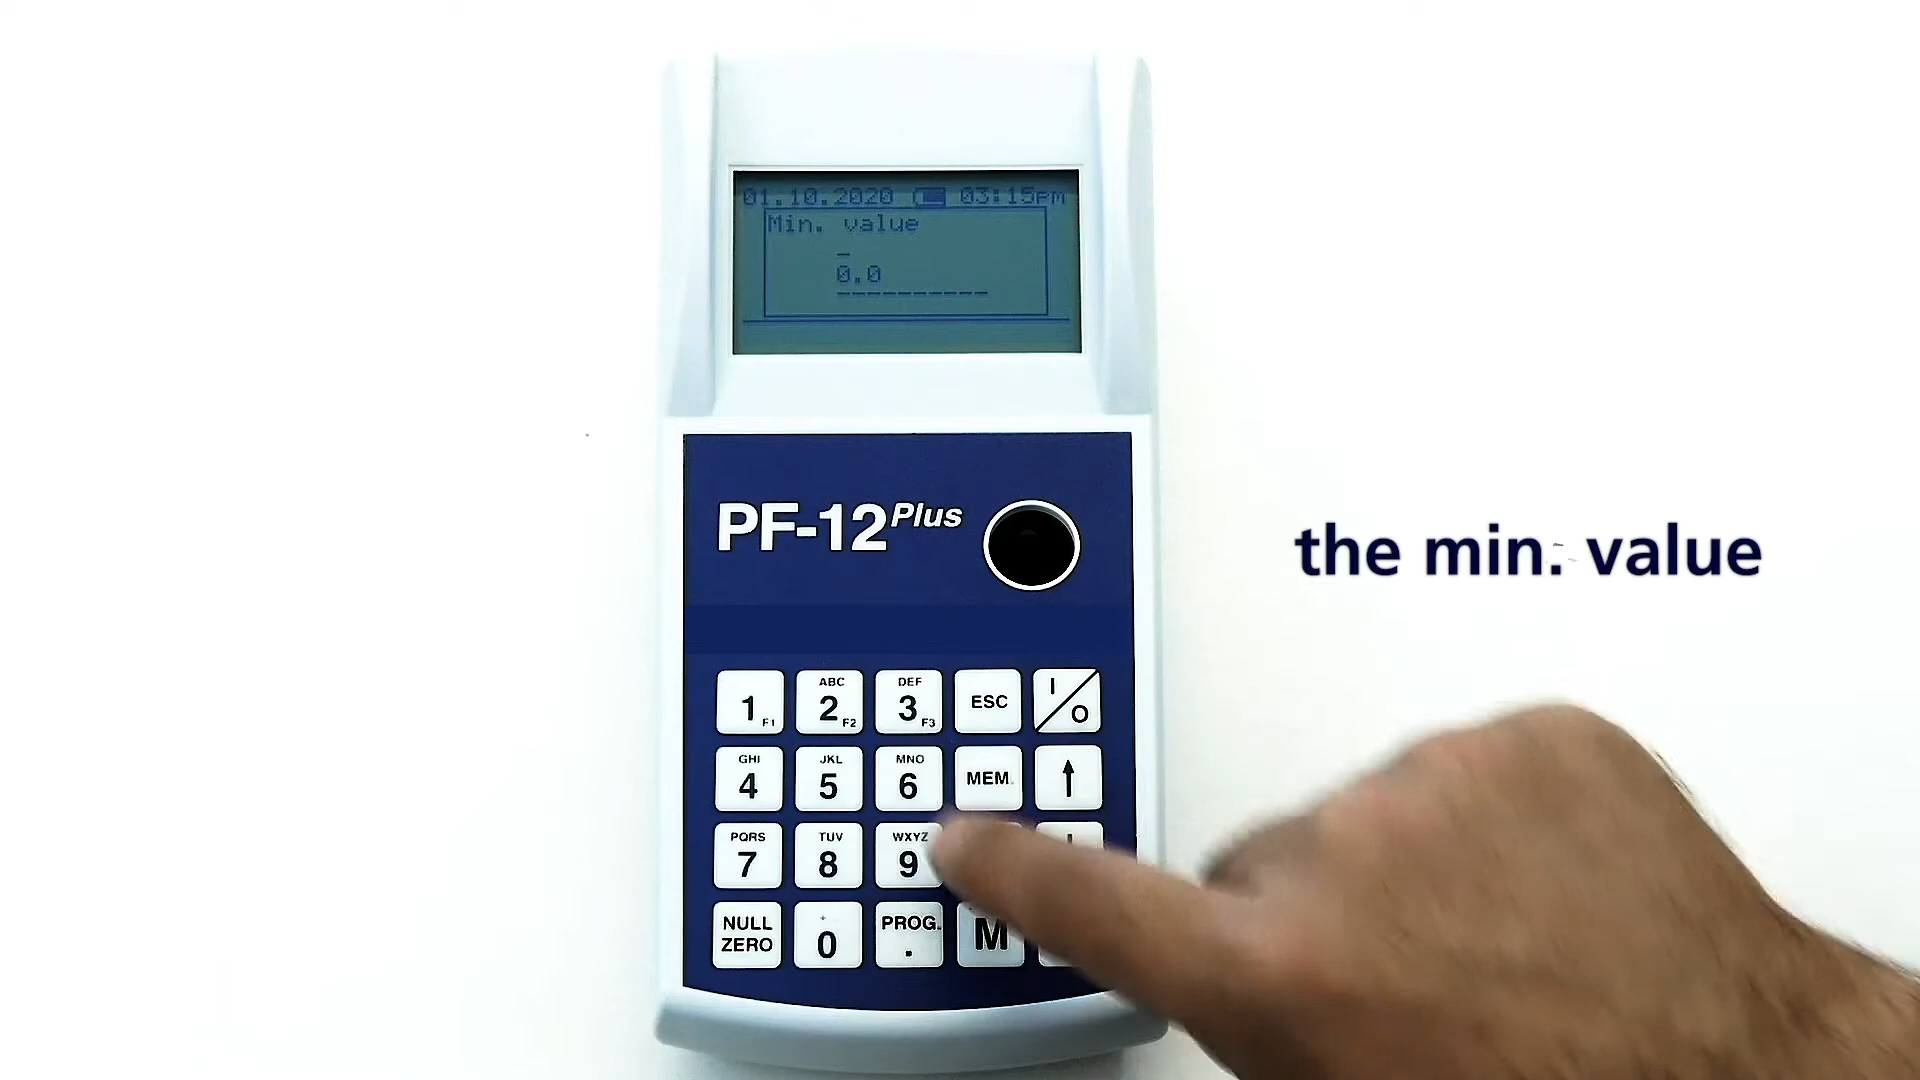 01.10.2020 03:15pm
Min. value
0.0
PF-12Plus
the min. value
1 F1
ABC
2 F2
DEF
3 F3
ESC
I/O
GHI
4
JKL
5
MNO
6
MEM.
↑
PQRS
7
TUV
8
WXYZ
9
NULL
ZERO
+
0
PROG.
.
M